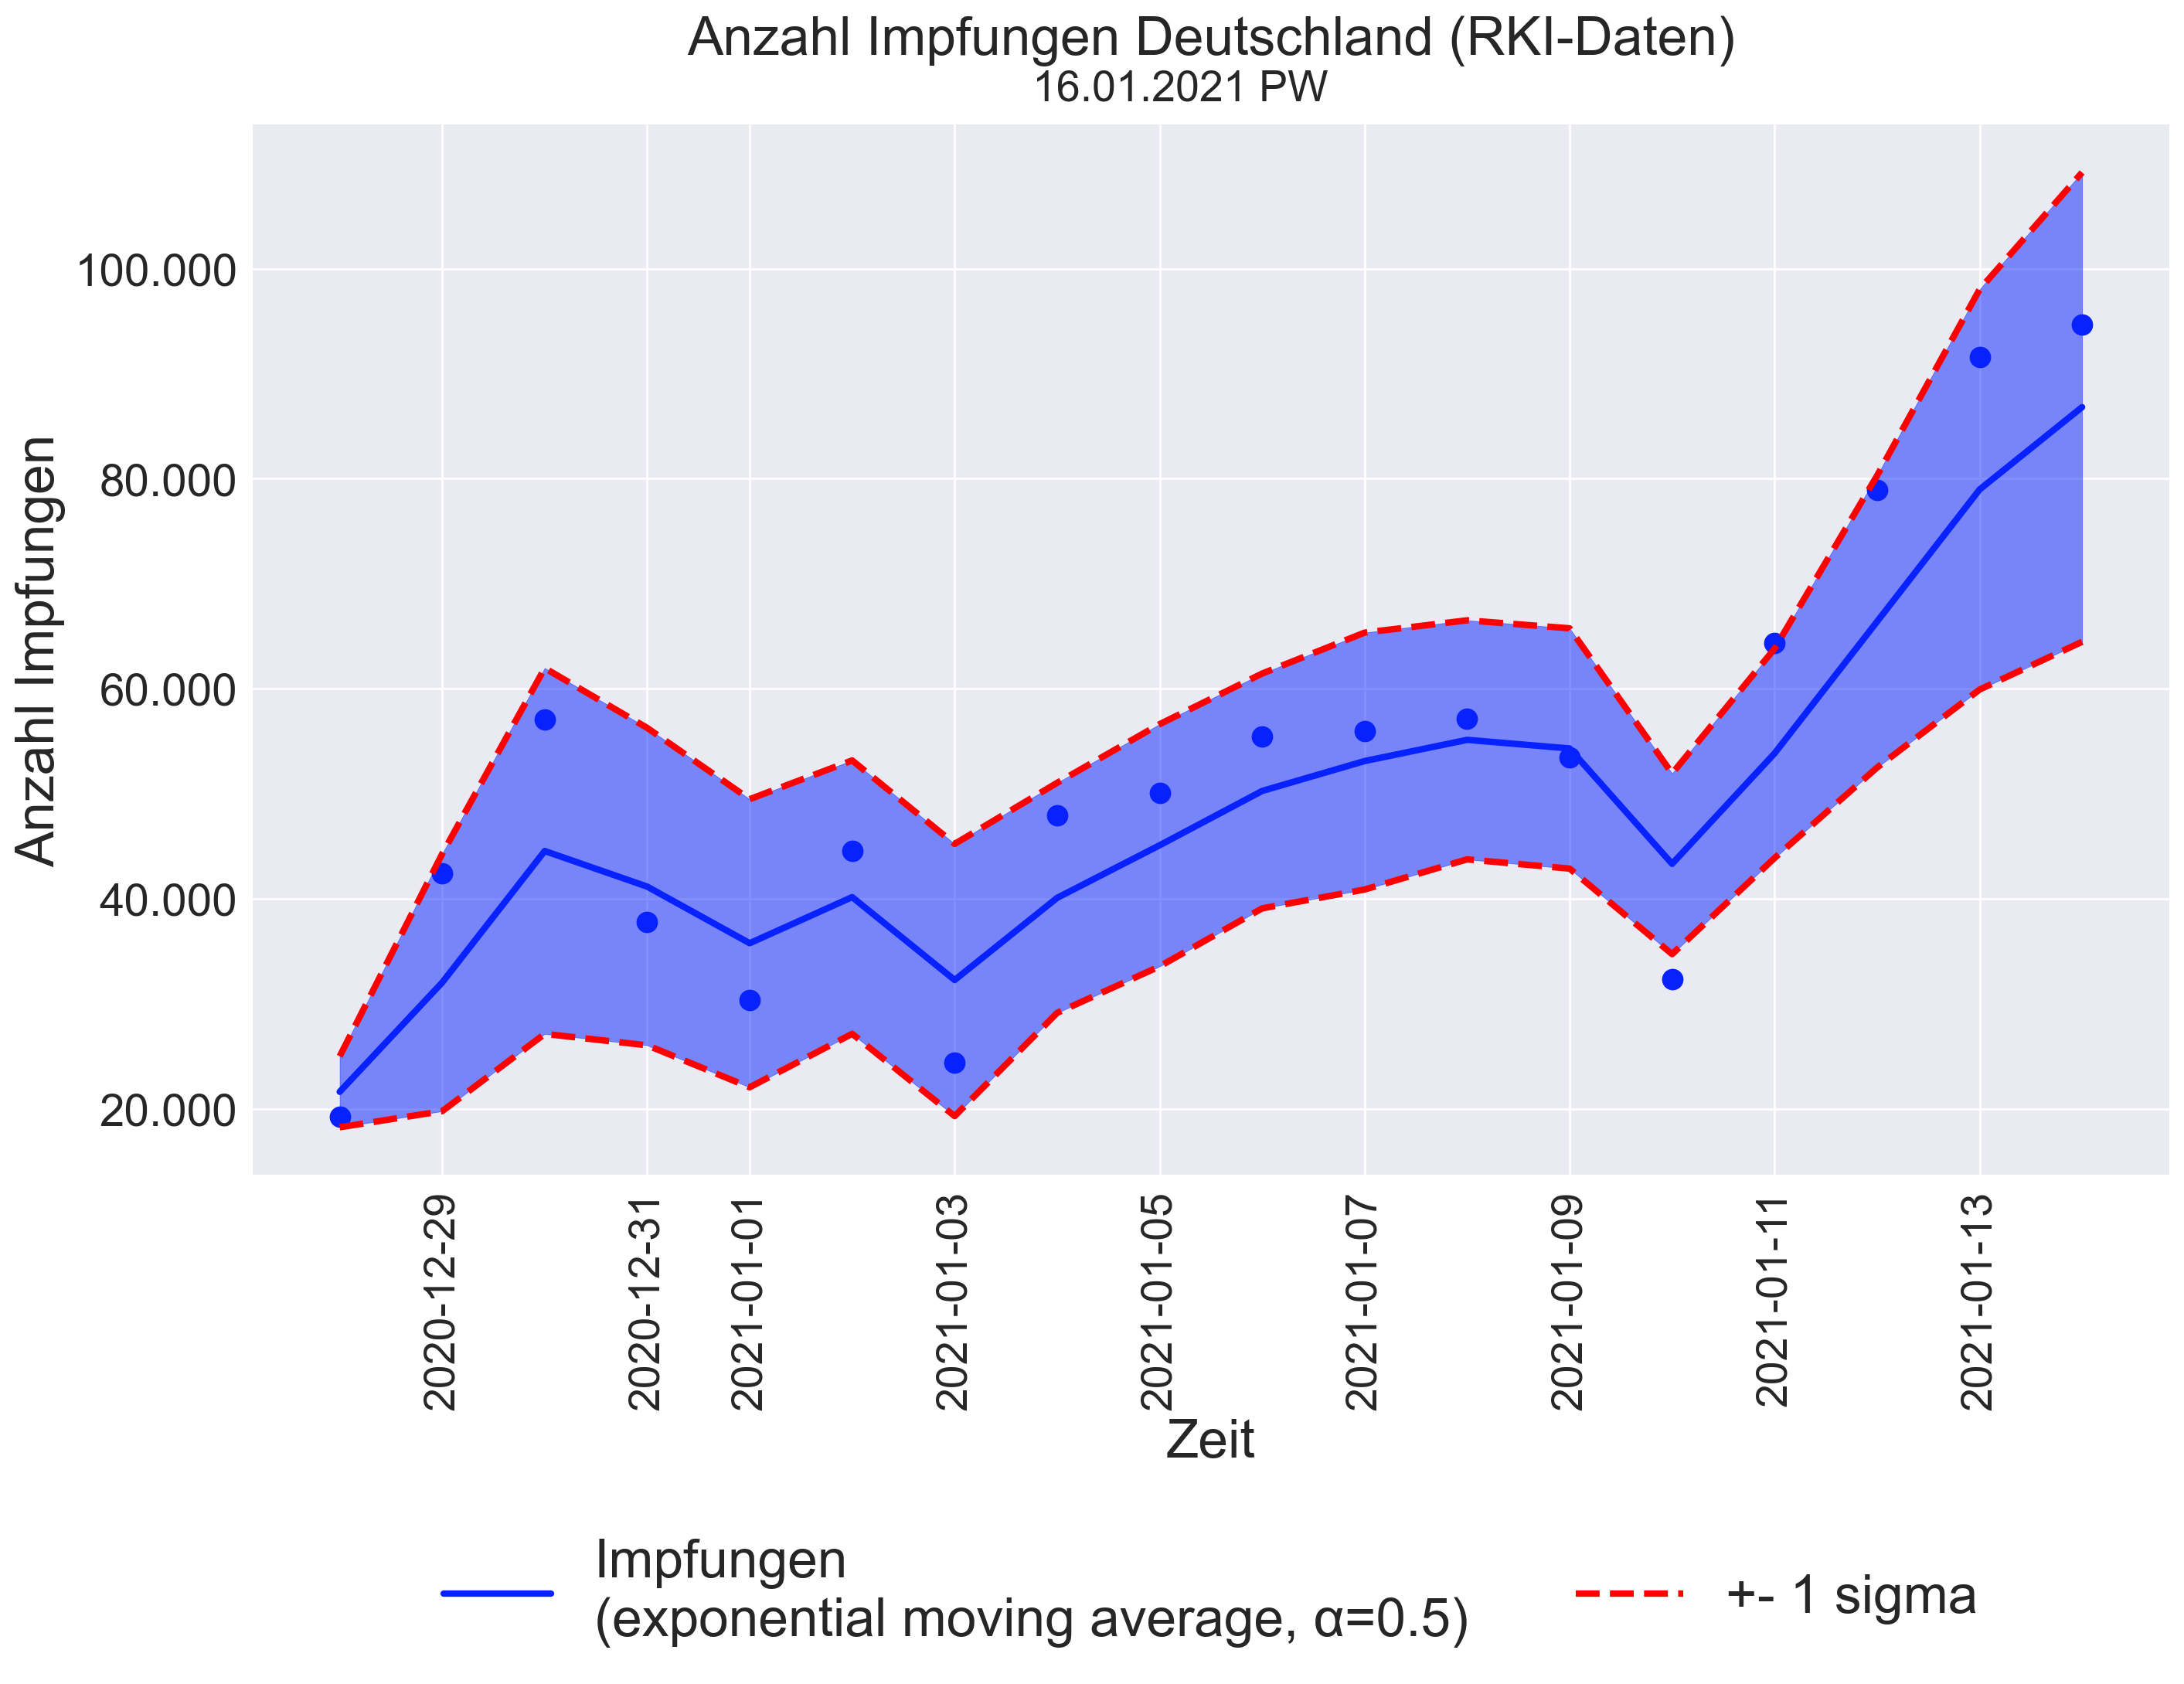 Anzahl Impfungen Deutschland (RKI-Daten)
16.01.2021 PW
Anzahl Impfungen
100.000
80.000
60.000
40.000
20.000
2020-12-29
2020-12-31
2021-01-01
2021-01-03
2021-01-05
2021-01-07
2021-01-09
2021-01-11
2021-01-13
Zeit
Impfungen
(exponential moving average, α=0.5)
+- 1 sigma